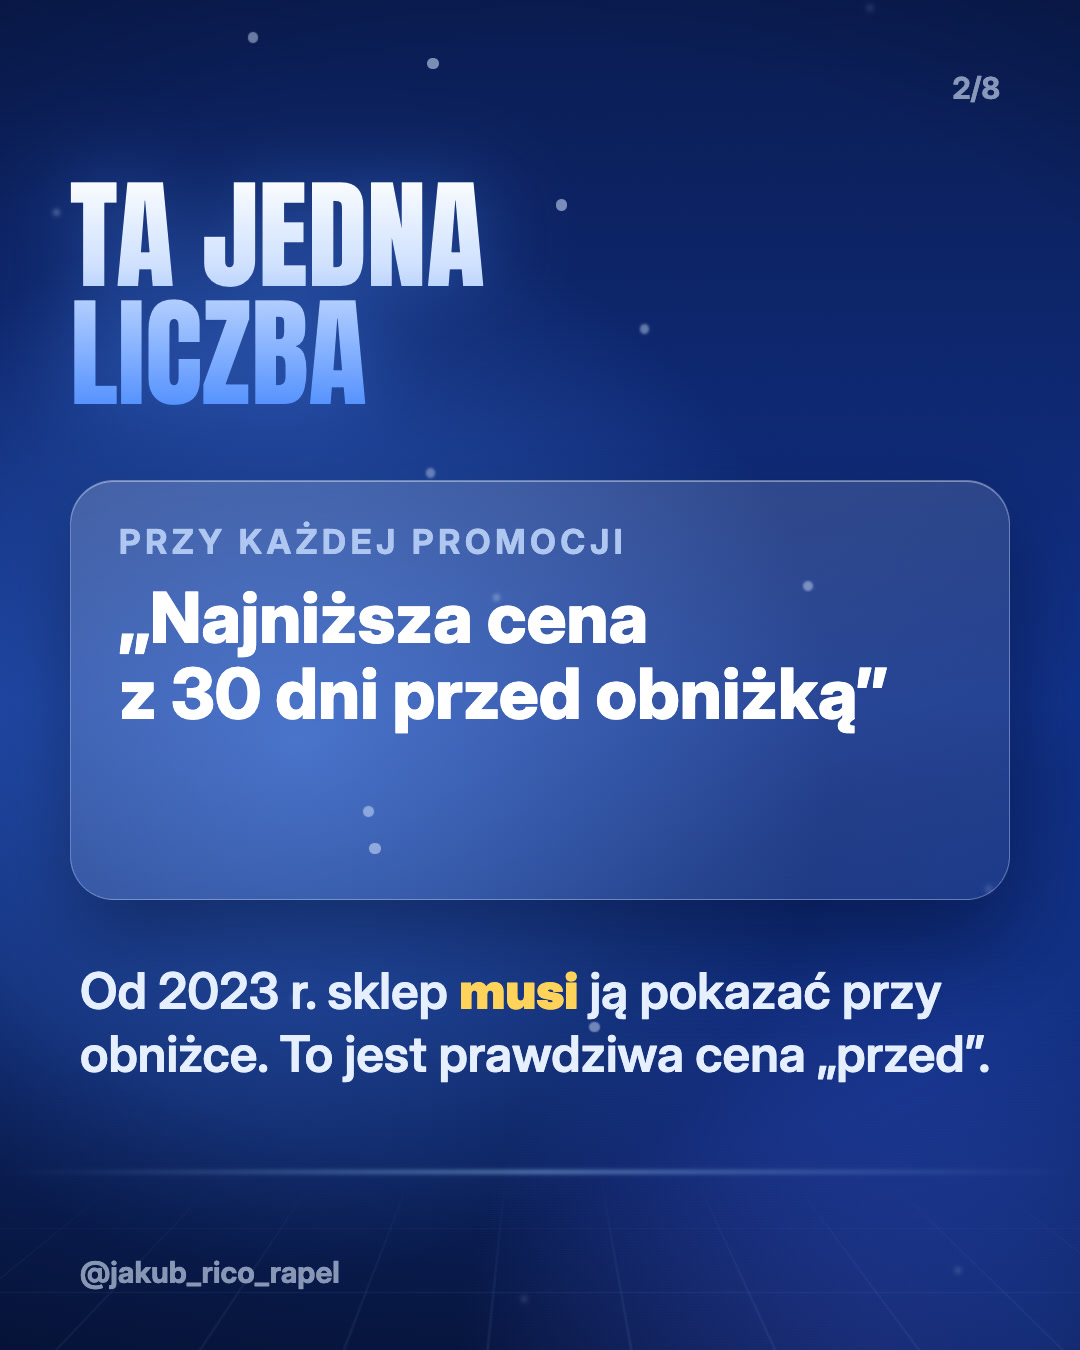 2/8
TA JEDNA
LICZBA
PRZY KAŻDEJ PROMOCJI
„Najniższa cena
z 30 dni przed obniżką”
Od 2023 r. sklep musi ją pokazać przy
obniżce. To jest prawdziwa cena „przed”.
@jakub_rico_rapel